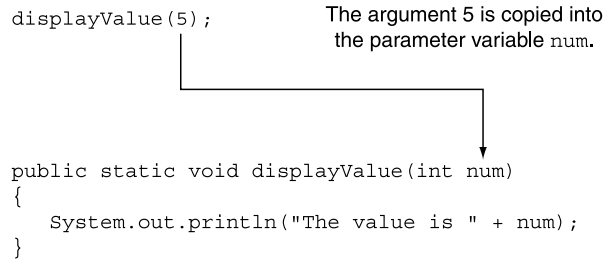 displayValue(5);
The argument 5 is copied into
the parameter variable num.
public static void displayValue(int num)
{
   System.out.println("The value is " + num);
}